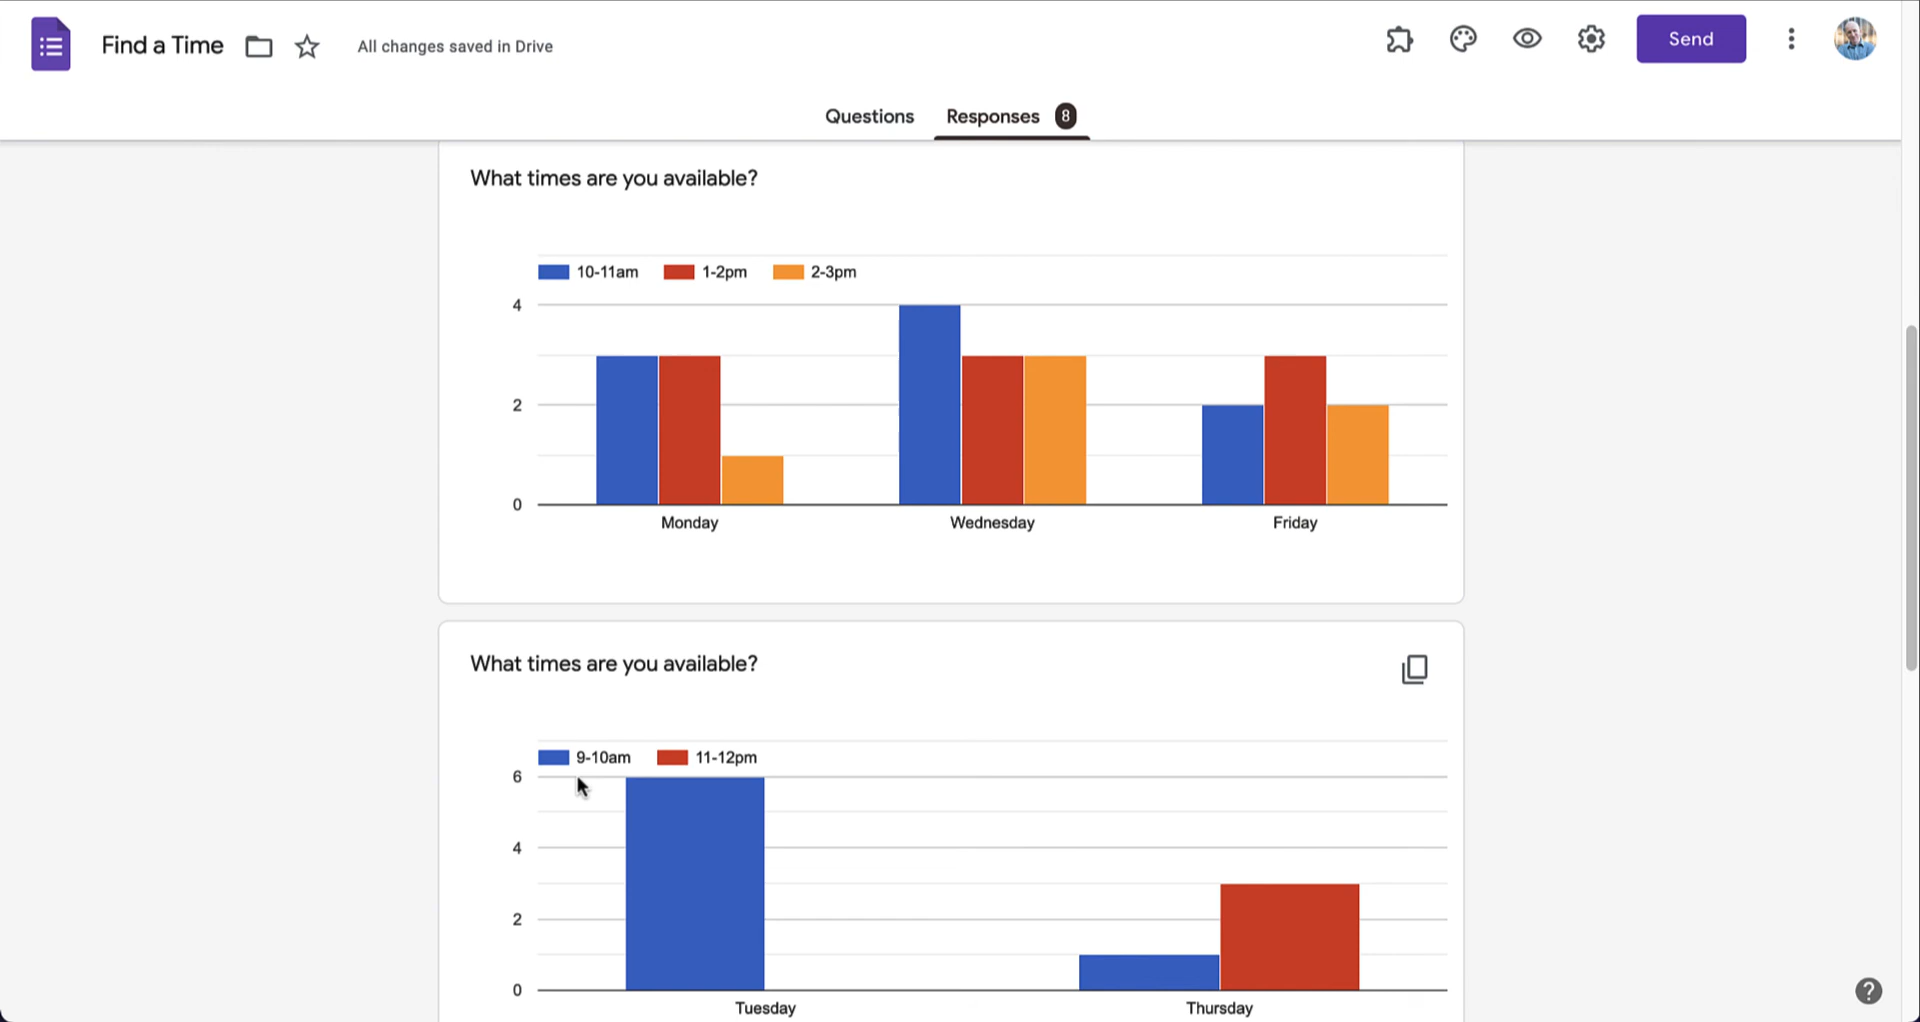 Find a Time
All changes saved in Drive
Send
Questions
Responses 8
What times are you available?
10-11am 1-2pm 2-3pm
4
2
0
Monday Wednesday Friday
What times are you available?
9-10am 11-12pm
6
4
2
0
Tuesday Thursday
?